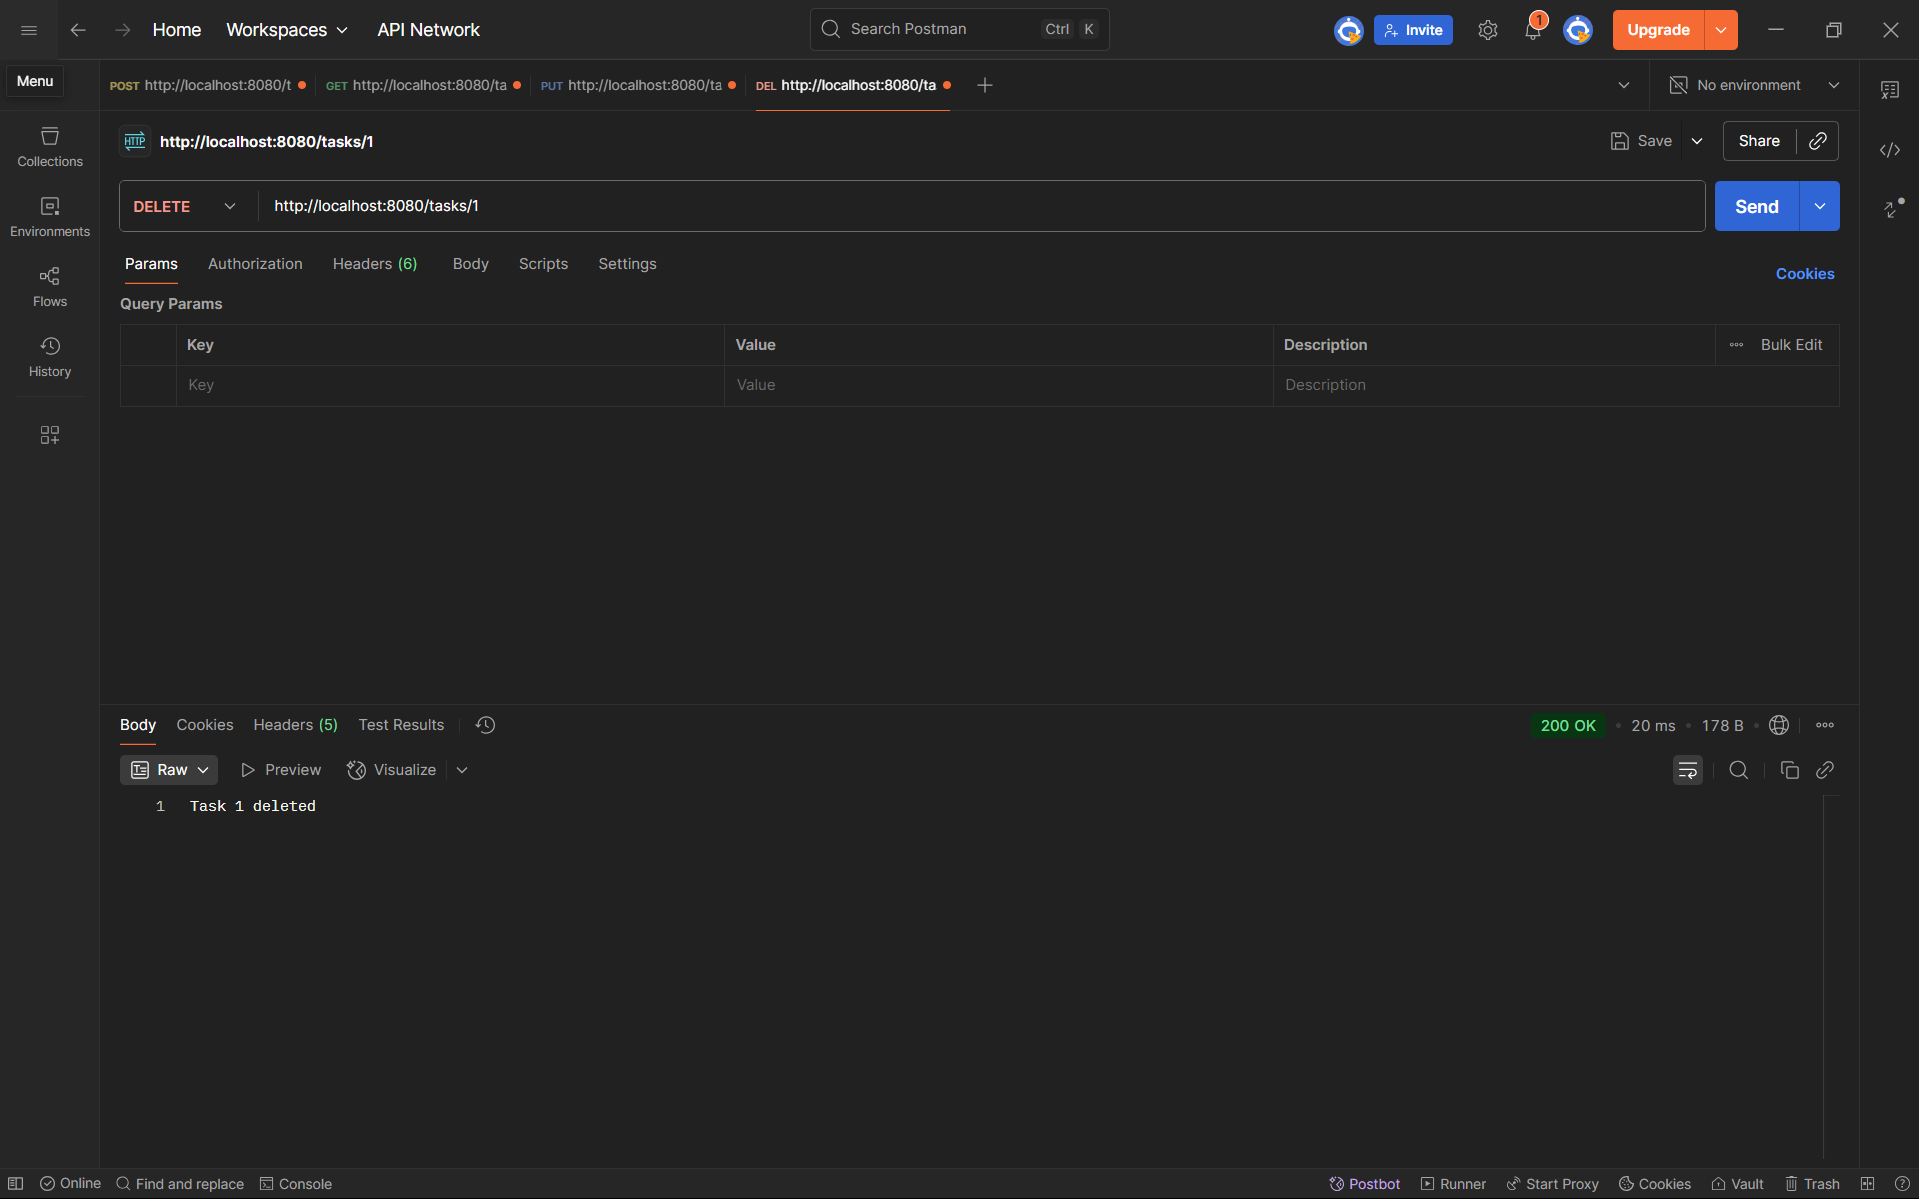 Home Workspaces API Network Search Postman Ctrl K Invite 1 Upgrade
Menu
POST http://localhost:8080/t GET http://localhost:8080/ta PUT http://localhost:8080/ta DEL http://localhost:8080/ta No environment
HTTP http://localhost:8080/tasks/1 Save Share
Collections
DELETE http://localhost:8080/tasks/1 Send
Environments
Params Authorization Headers (6) Body Scripts Settings Cookies
Flows
Query Params
Key Value Description Bulk Edit
History
Key Value Description
Body Cookies Headers (5) Test Results 200 OK 20 ms 178 B
Raw Preview Visualize
1 Task 1 deleted
Online Find and replace Console Postbot Runner Start Proxy Cookies Vault Trash